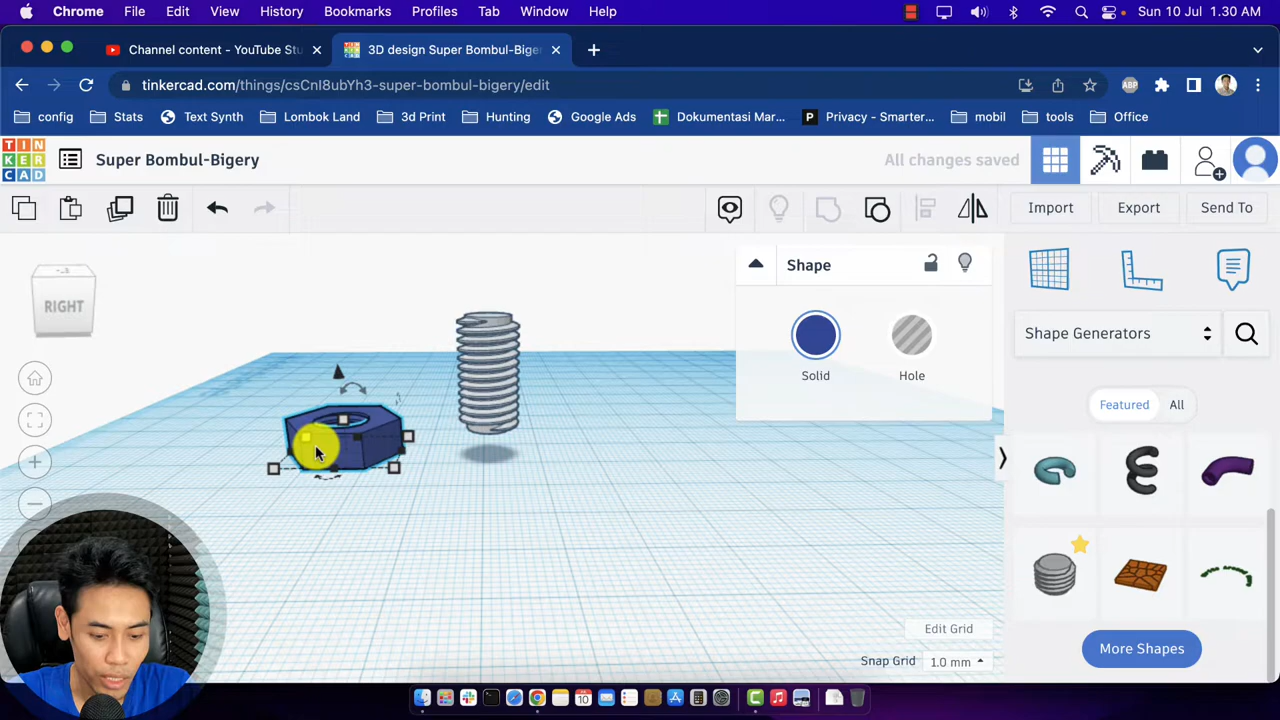 Chrome File Edit View History Bookmarks Profiles Tab Window Help Sun 10 Jul 1.30 AM
Channel content - YouTube Stu 3D design Super Bombul-Biger
tinkercad.com/things/csCnI8ubYh3-super-bombul-bigery/edit ABP
config Stats Text Synth Lombok Land 3d Print Hunting Google Ads Dokumentasi Mar... P Privacy - Smarter... mobil tools Office
TIN
KER
CAD
Super Bombul-Bigery All changes saved
Import Export Send To
RIGHT
Shape
Solid Hole
Shape Generators
Featured All
More Shapes
Edit Grid
Snap Grid 1.0 mm